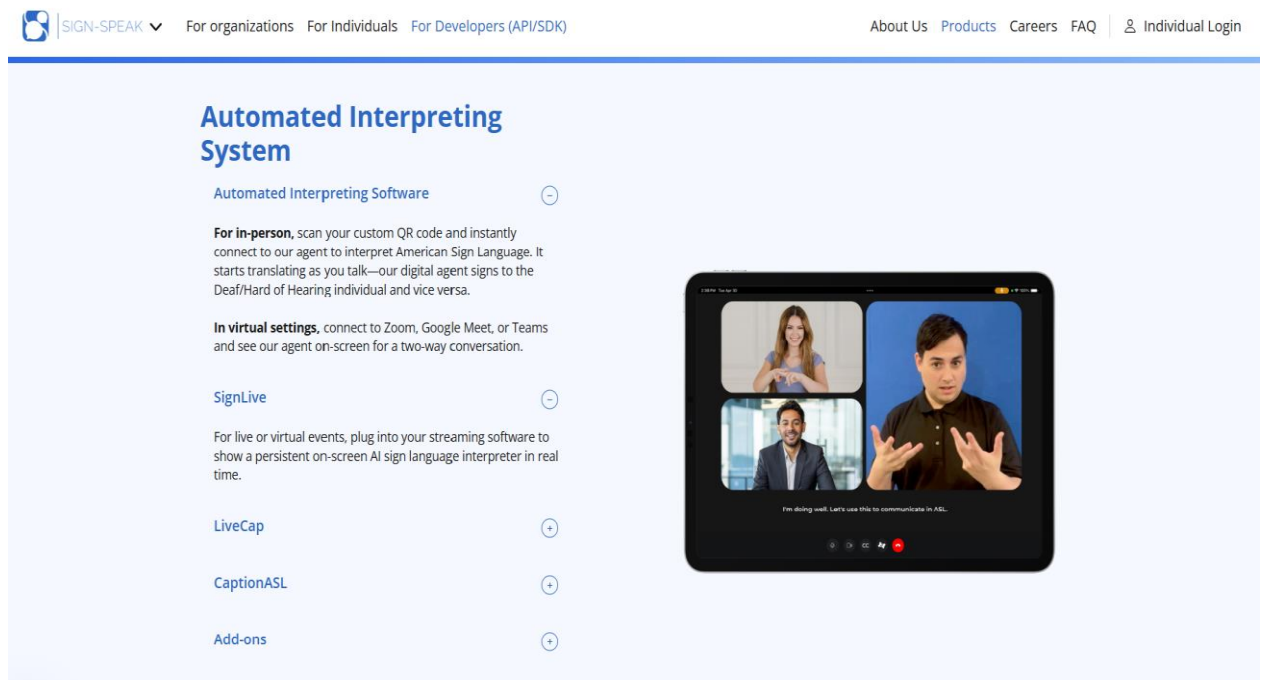 SIGN-SPEAK
For organizations For Individuals For Developers (API/SDK)
About Us Products Careers FAQ Individual Login
Automated Interpreting
System
Automated Interpreting Software
For in-person, scan your custom QR code and instantly
connect to our agent to interpret American Sign Language. It
starts translating as you talk—our digital agent signs to the
Deaf/Hard of Hearing individual and vice versa.
In virtual settings, connect to Zoom, Google Meet, or Teams
and see our agent on-screen for a two-way conversation.
SignLive
For live or virtual events, plug into your streaming software to
show a persistent on-screen AI sign language interpreter in real
time.
LiveCap
CaptionASL
Add-ons
I'm doing well. Let's use this to communicate in ASL.
CC